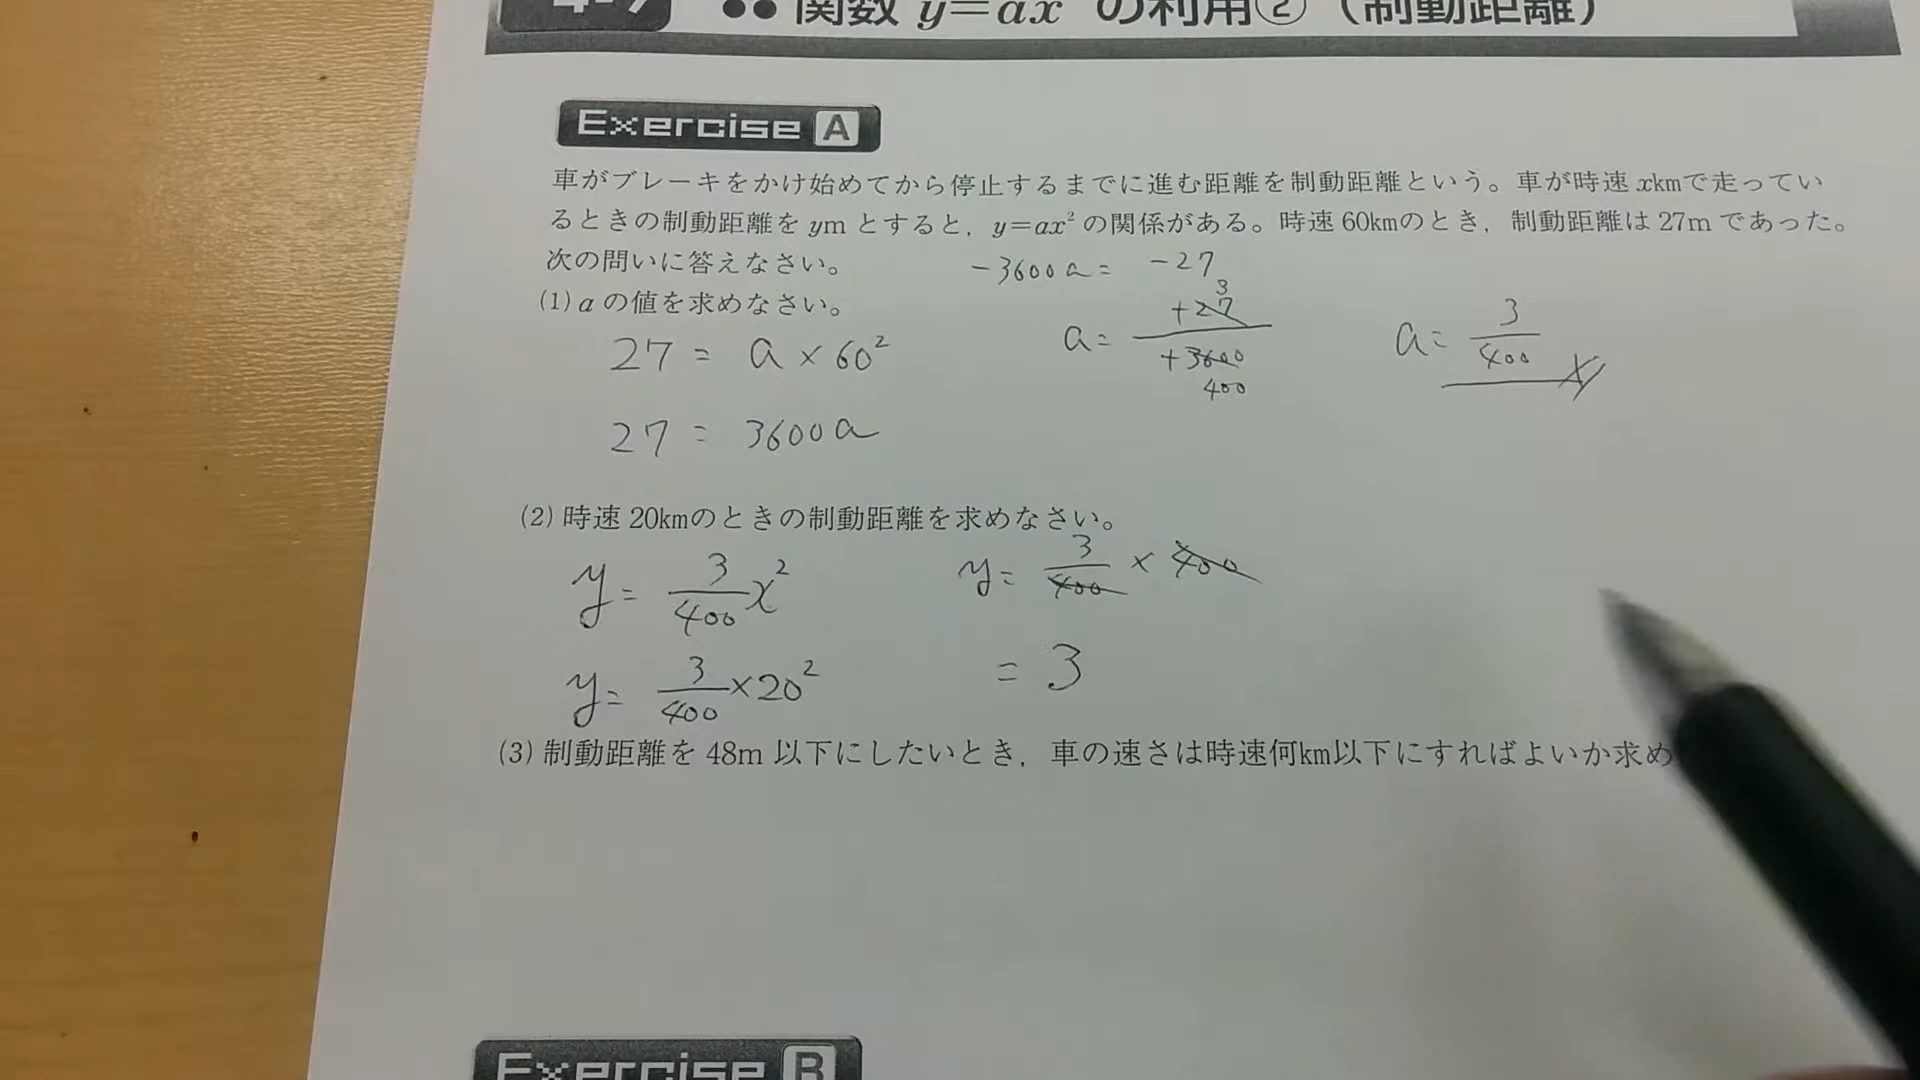 関数 y=ax の利用②(制動距離)
Exercise A
車がブレーキをかけ始めてから停止するまでに進む距離を制動距離という。車が時速 xkmで走ってい
るときの制動距離を ym とすると, y=ax² の関係がある。時速 60kmのとき, 制動距離は 27m であった。
次の問いに答えなさい。
-3600a = -27
(1) a の値を求めなさい。
27 = a × 60²
a = +27/+3600
3
400
a = 3/400
27 = 3600a
(2) 時速 20kmのときの制動距離を求めなさい。
y = 3/400 x²
y = 3/400 × 400
y = 3/400 × 20²
= 3
(3) 制動距離を 48m 以下にしたいとき, 車の速さは時速何km以下にすればよいか求め
Exercise B